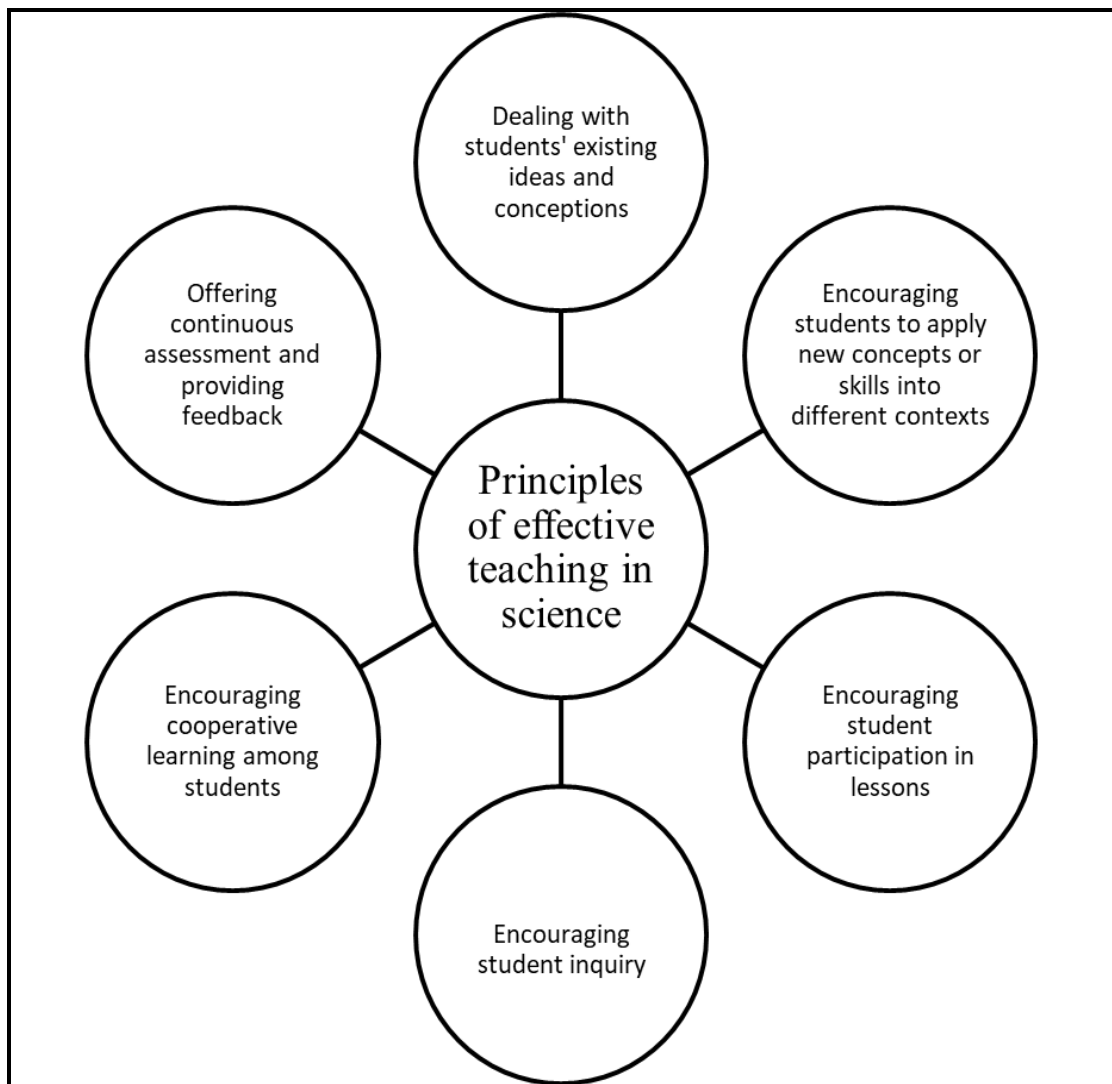 Dealing with
students' existing
ideas and
conceptions
Offering
continuous
assessment and
providing
feedback
Encouraging
students to apply
new concepts or
skills into
different contexts
Principles
of effective
teaching in
science
Encouraging
cooperative
learning among
students
Encouraging
student
participation in
lessons
Encouraging
student inquiry